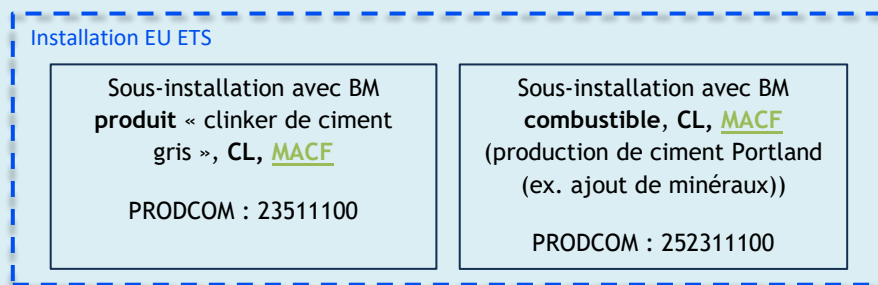 Installation EU ETS
Sous-installation avec BM
produit « clinker de ciment
gris », CL, MACF
PRODCOM : 23511100
Sous-installation avec BM
combustible, CL, MACF
(production de ciment Portland
(ex. ajout de minéraux))
PRODCOM : 252311100